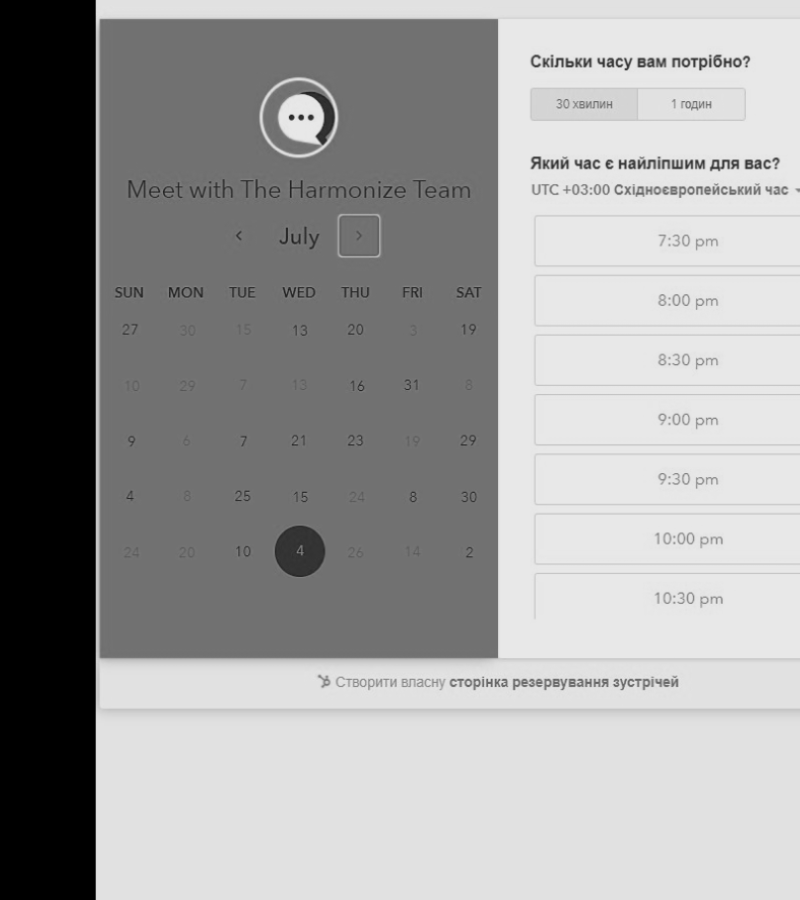 Meet with The Harmonize Team
July
SUN MON TUE WED THU FRI SAT
27 30 15 13 20 3 19
10 29 7 13 16 31 8
9 6 7 21 23 19 29
4 8 25 15 24 8 30
24 20 10 4 26 14 2
Скільки часу вам потрібно?
30 хвилин 1 годин
Який час є найліпшим для вас?
UTC +03:00 Східноєвропейський час
7:30 pm
8:00 pm
8:30 pm
9:00 pm
9:30 pm
10:00 pm
10:30 pm
Створити власну сторінка резервування зустрічей